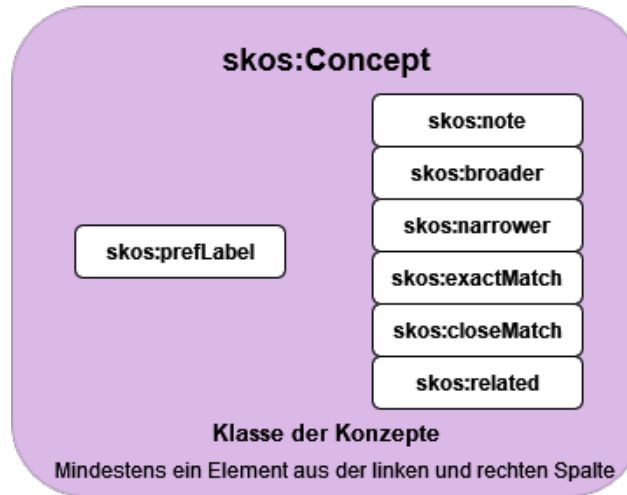 skos:Concept
skos:note
skos:broader
skos:narrower
skos:prefLabel
skos:exactMatch
skos:closeMatch
skos:related
Klasse der Konzepte
Mindestens ein Element aus der linken und rechten Spalte